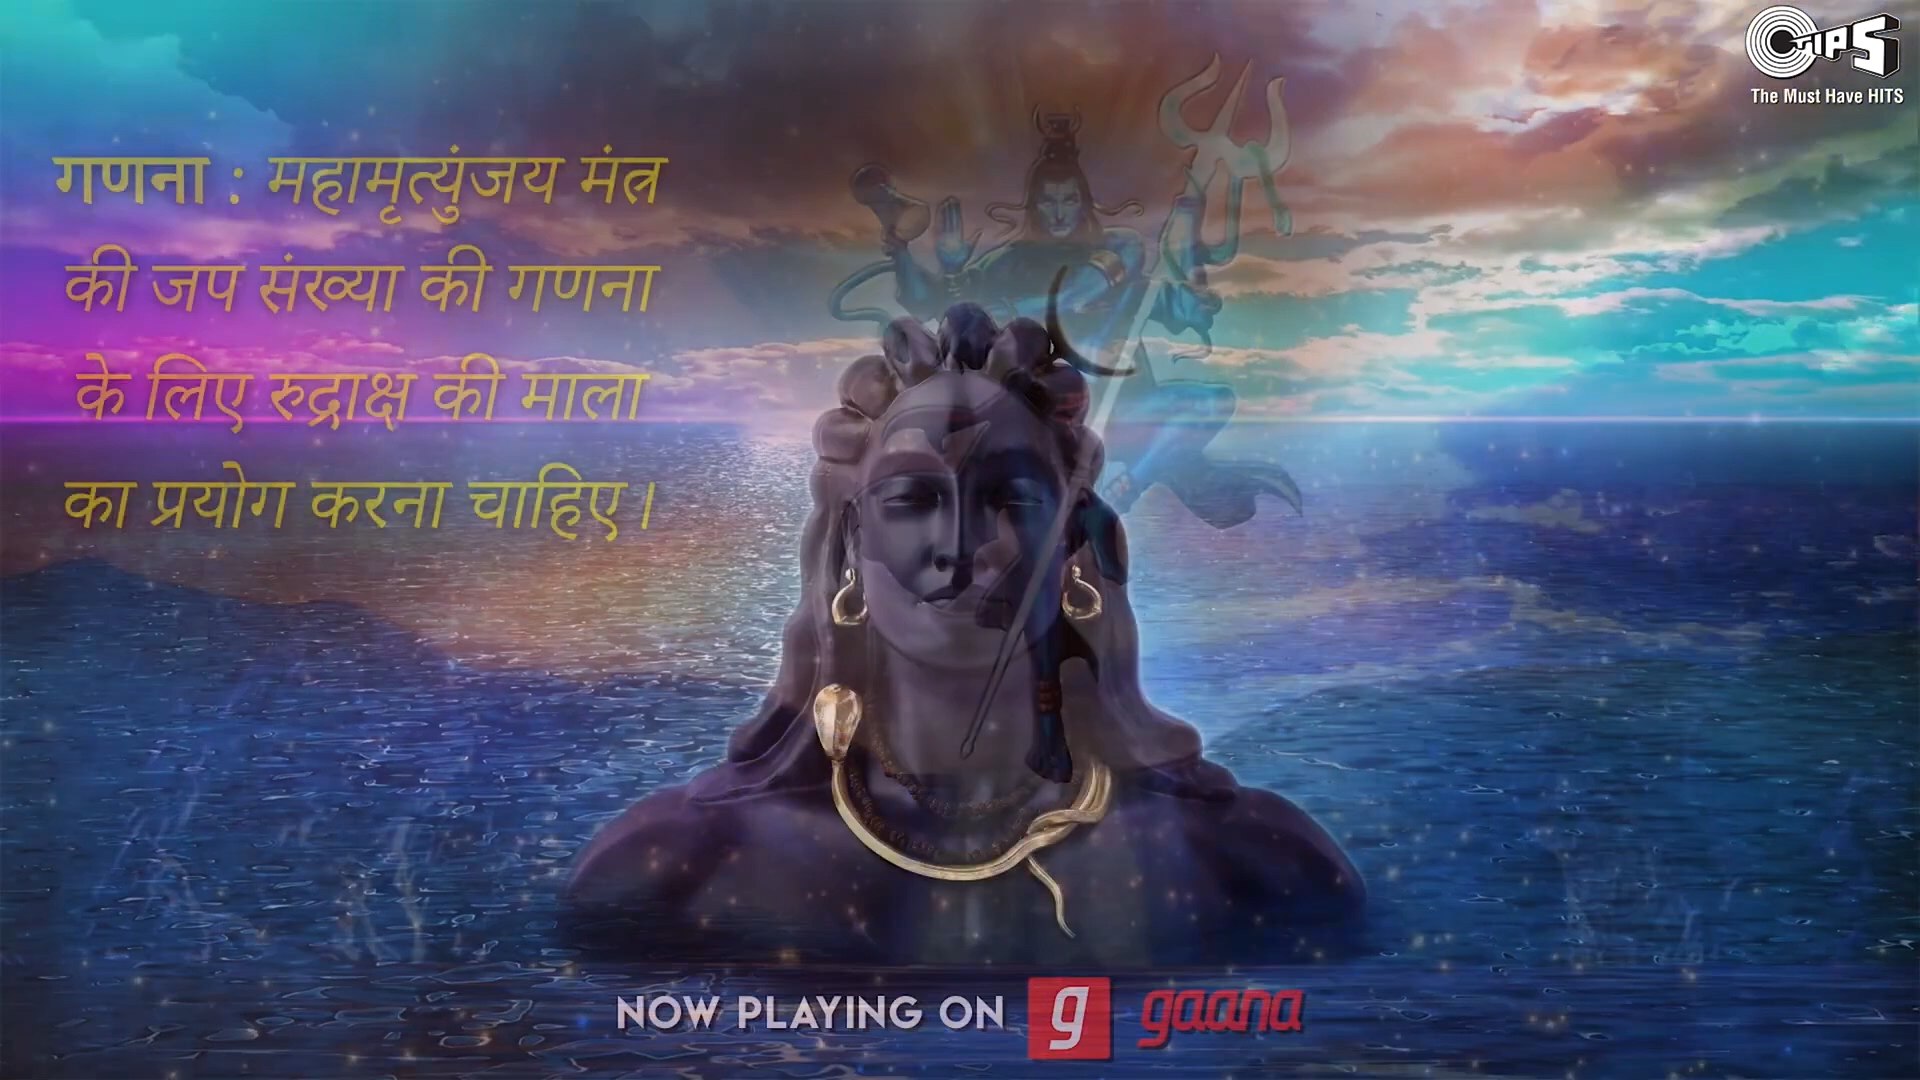 TIPS
The Must Have HITS
गणना : महामृत्युंजय मंत्र
की जप संख्या की गणना
के लिए रुद्राक्ष की माला
का प्रयोग करना चाहिए।
NOW PLAYING ON g gaana